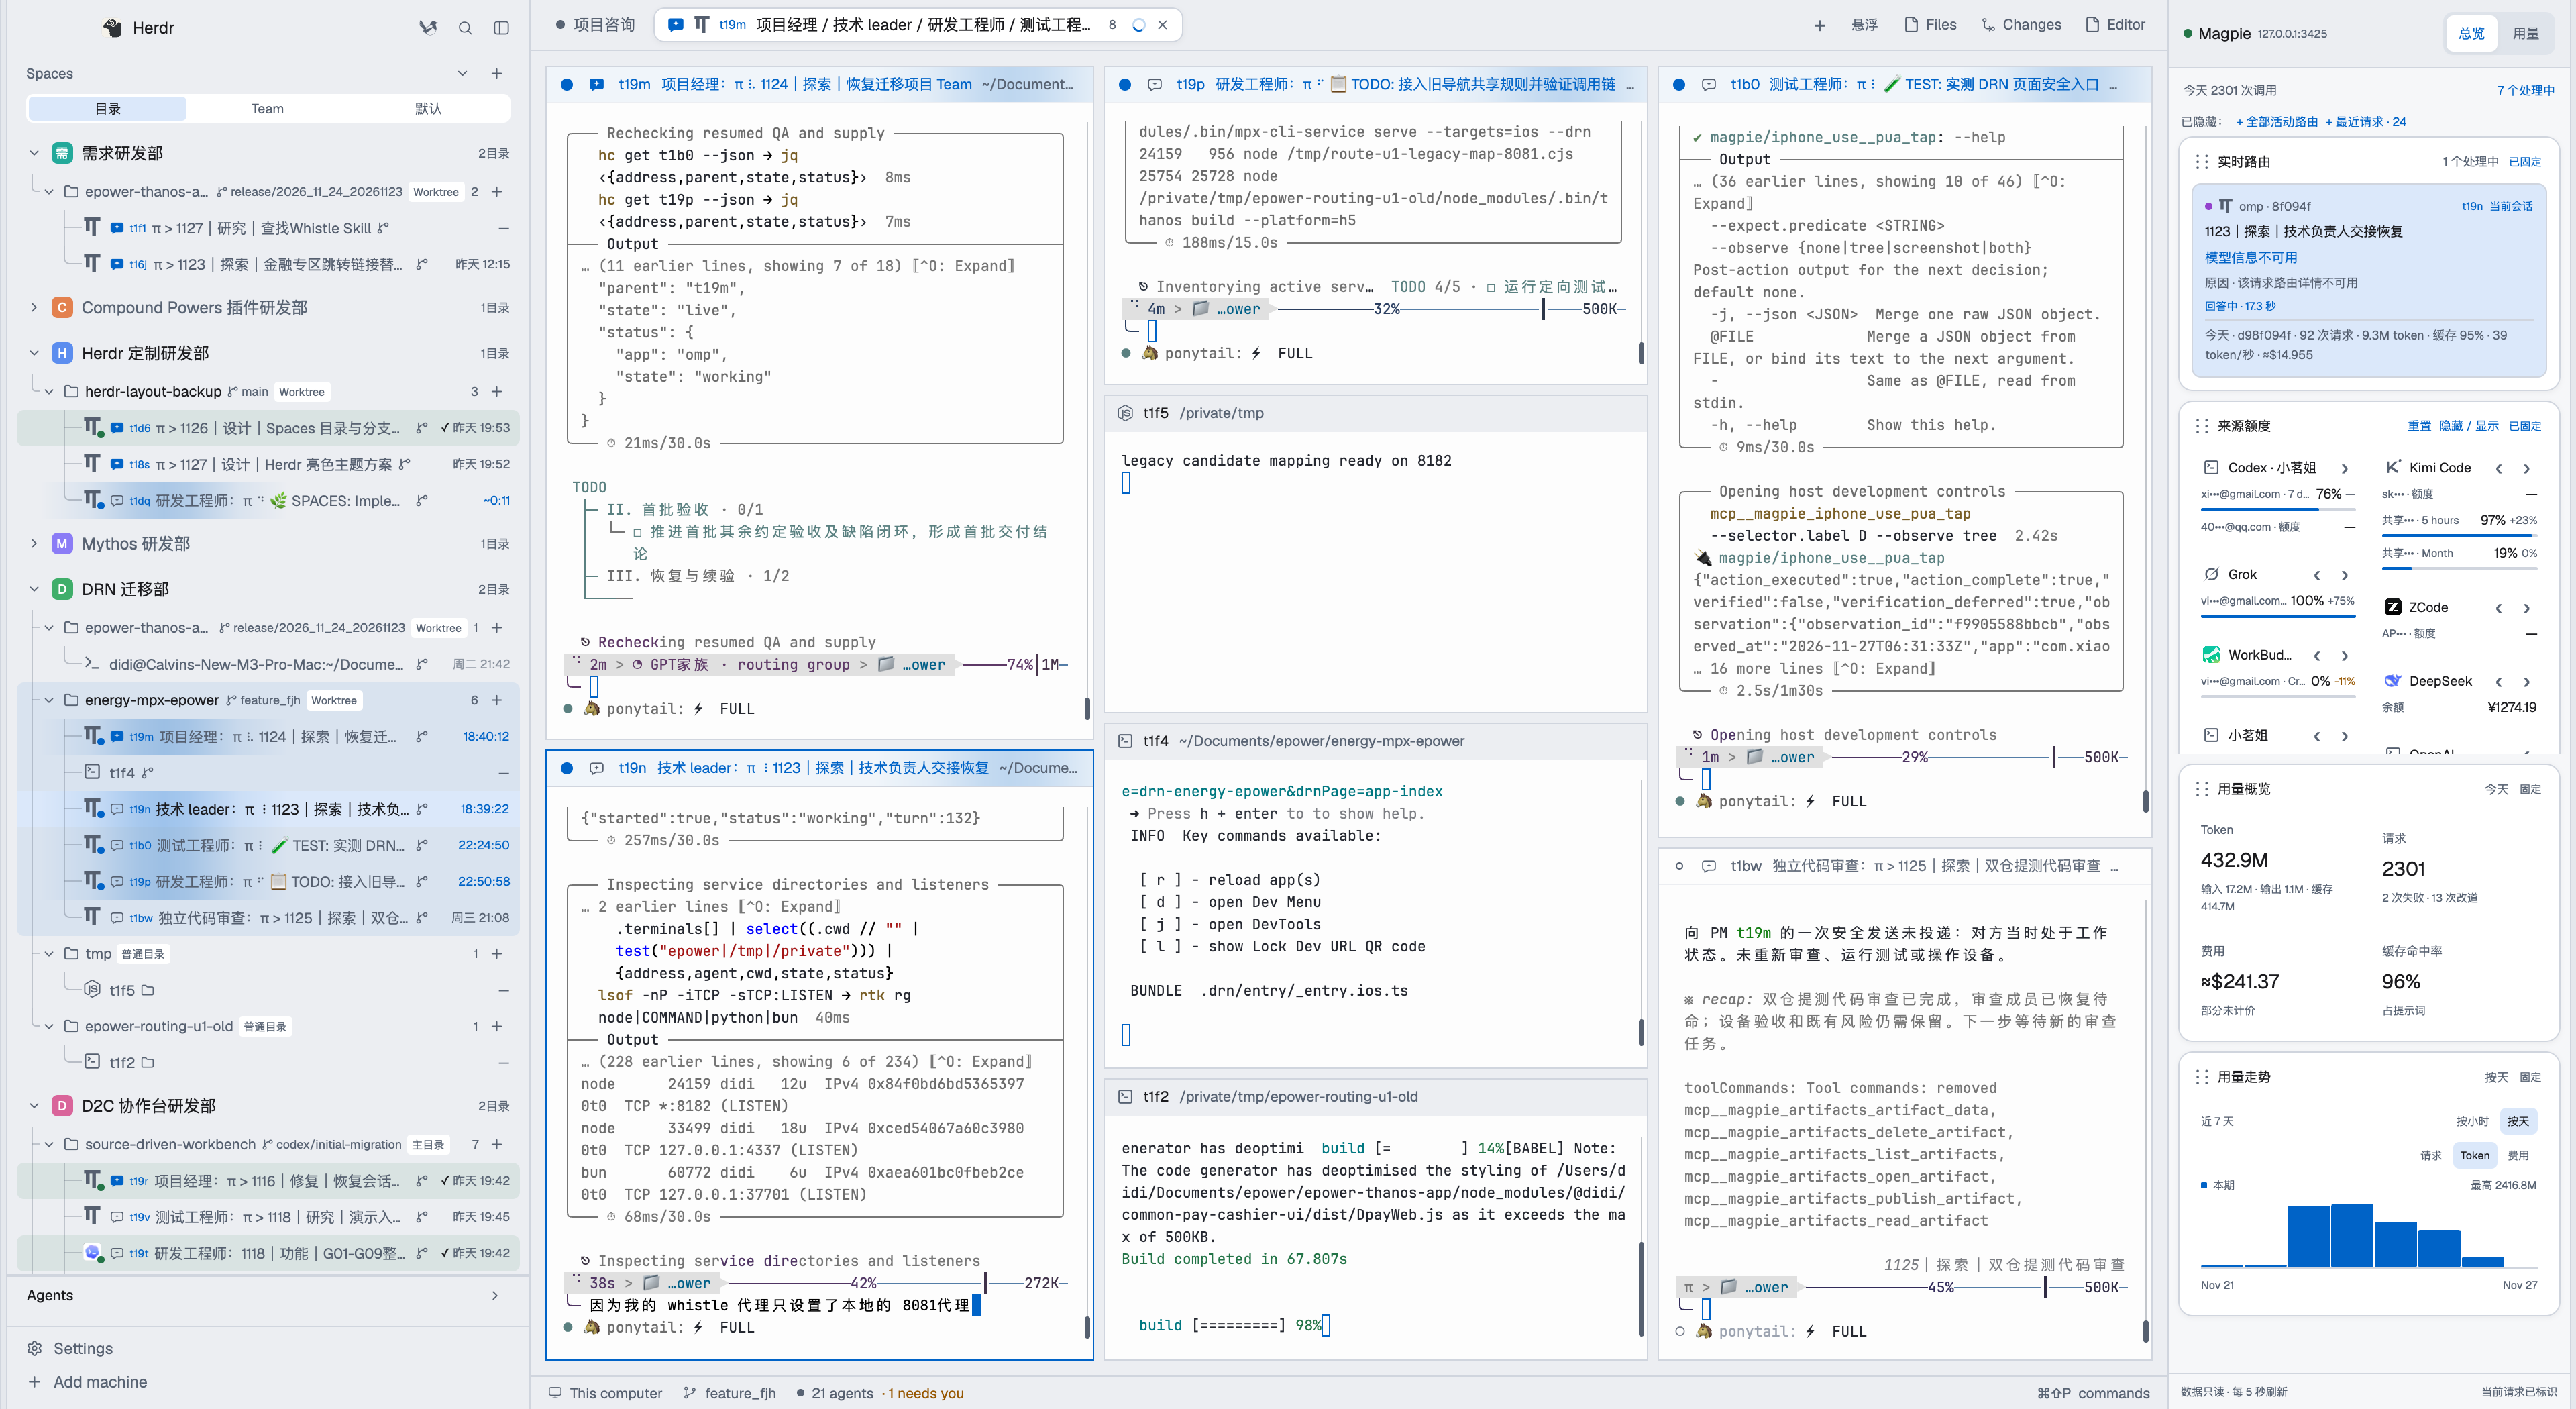 Herdr
Spaces
目录
Team
默认
需求研发部
2目录
epower-thanos-a... release/2026_11_24_20261123 Worktree 2 +
t1f1 π > 1127 | 研究 | 查找Whistle Skill —
t16j π > 1123 | 探索 | 金融专区跳转链接替... 昨天 12:15
C Compound Powers 插件研发部 1目录
H Herdr 定制研发部 1目录
herdr-layout-backup main Worktree 3 +
t1d6 π > 1126 | 设计 | Spaces 目录与分支... ✓ 昨天 19:53
t18s π > 1127 | 设计 | Herdr 亮色主题方案 昨天 19:52
t1dq 研发工程师: π 🌿 SPACES: Imple... ~0:11
M Mythos 研发部 1目录
D DRN 迁移部 2目录
epower-thanos-a... release/2026_11_24_20261123 Worktree 1 +
didi@Calvins-New-M3-Pro-Mac:~/Docume... 周二 21:42
energy-mpx-epower feature_fjh Worktree 6 +
t19m 项目经理: π 1124 | 探索 | 恢复迁... 18:40:12
t1f4 —
t19n 技术 leader: π 1123 | 探索 | 技术负... 18:39:22
t1b0 测试工程师: π TEST: 实测 DRN... 22:24:50
t19p 研发工程师: π TODO: 接入旧导... 22:50:58
t1bw 独立代码审查: π > 1125 | 探索 | 双仓... 周三 21:08
tmp 普通目录 1 +
t1f5 —
epower-routing-u1-old 普通目录 1 +
t1f2 —
D D2C 协作台研发部 2目录
source-driven-workbench codex/initial-migration 主目录 7 +
t19r 项目经理: π > 1116 | 修复 | 恢复会话... ✓ 昨天 19:42
t19v 测试工程师: π > 1118 | 研究 | 演示入... 昨天 19:45
t19t 研发工程师: 1118 | 功能 | G01-G09整... ✓ 昨天 19:42
Agents
Settings
+ Add machine
● 项目咨询
t19m 项目经理 / 技术 leader / 研发工程师 / 测试工程... 8 ×
+ 悬浮 Files Changes Editor
t19m 项目经理: π 1124 | 探索 | 恢复迁移项目 Team ~/Document...
Rechecking resumed QA and supply
hc get t1b0 --json → jq
‹{address,parent,state,status}› 8ms
hc get t19p --json → jq
‹{address,parent,state,status}› 7ms
Output
… (11 earlier lines, showing 7 of 18) ⟦^O: Expand⟧
"parent": "t19m",
"state": "live",
"status": {
"app": "omp",
"state": "working"
}
}
21ms/30.0s
TODO
II. 首批验收 · 0/1
□ 推进首批其余约定验收及缺陷闭环, 形成首批交付结
论
III. 恢复与续验 · 1/2
Rechecking resumed QA and supply
2m > GPT家族 · routing group > …ower 74% 1M
ponytail: ⚡ FULL
t19n 技术 leader: π 1123 | 探索 | 技术负责人交接恢复 ~/Docume...
{"started":true,"status":"working","turn":132}
257ms/30.0s
Inspecting service directories and listeners
… 2 earlier lines ⟦^O: Expand⟧
.terminals[] | select((.cwd // "" |
test("epower|/tmp|/private"))) |
{address,agent,cwd,state,status}
lsof -nP -iTCP -sTCP:LISTEN → rtk rg
node|COMMAND|python|bun 40ms
Output
… (228 earlier lines, showing 6 of 234) ⟦^O: Expand⟧
node 24159 didi 12u IPv4 0x84f0bd6bd5365397
0t0 TCP *:8182 (LISTEN)
node 33499 didi 18u IPv4 0xced54067a60c3980
0t0 TCP 127.0.0.1:4337 (LISTEN)
bun 60772 didi 6u IPv4 0xaea601bc0fbeb2ce
0t0 TCP 127.0.0.1:37701 (LISTEN)
68ms/30.0s
Inspecting service directories and listeners
38s > …ower 42% 272K
因为我的 whistle 代理只设置了本地的 8081代理
ponytail: ⚡ FULL
t19p 研发工程师: π TODO: 接入旧导航共享规则并验证调用链 ...
dules/.bin/mpx-cli-service serve --targets=ios --drn
24159 956 node /tmp/route-u1-legacy-map-8081.cjs
25754 25728 node
/private/tmp/epower-routing-u1-old/node_modules/.bin/t
hanos build --platform=h5
188ms/15.0s
Inventorying active serv… TODO 4/5 · □ 运行定向测试…
4m > …ower 32% 500K
ponytail: ⚡ FULL
t1f5 /private/tmp
legacy candidate mapping ready on 8182
t1f4 ~/Documents/epower/energy-mpx-epower
e=drn-energy-epower&drnPage=app-index
→ Press h + enter to to show help.
INFO Key commands available:
[ r ] - reload app(s)
[ d ] - open Dev Menu
[ j ] - open DevTools
[ l ] - show Lock Dev URL QR code
BUNDLE .drn/entry/_entry.ios.ts
t1f2 /private/tmp/epower-routing-u1-old
enerator has deoptimi build [= ] 14%[BABEL] Note:
The code generator has deoptimised the styling of /Users/d
idi/Documents/epower/epower-thanos-app/node_modules/@didi/
common-pay-cashier-ui/dist/DpayWeb.js as it exceeds the ma
x of 500KB.
Build completed in 67.807s
build [=========] 98%
t1b0 测试工程师: π TEST: 实测 DRN 页面安全入口 ...
✔ magpie/iphone_use__pua_tap: --help
Output
… (36 earlier lines, showing 10 of 46) ⟦^O:
Expand⟧
--expect.predicate <STRING>
--observe {none|tree|screenshot|both}
Post-action output for the next decision;
default none.
-j, --json <JSON> Merge one raw JSON object.
@FILE Merge a JSON object from
FILE, or bind its text to the next argument.
- Same as @FILE, read from
stdin.
-h, --help Show this help.
9ms/30.0s
Opening host development controls
mcp__magpie_iphone_use_pua_tap
--selector.label D --observe tree 2.42s
magpie/iphone_use__pua_tap
{"action_executed":true,"action_complete":true,"
verified":false,"verification_deferred":true,"ob
servation":{"observation_id":"f9905588bbcb","obs
erved_at":"2026-11-27T06:31:33Z","app":"com.xiao
… 16 more lines ⟦^O: Expand⟧
2.5s/1m30s
Opening host development controls
1m > …ower 29% 500K
ponytail: ⚡ FULL
t1bw 独立代码审查: π > 1125 | 探索 | 双仓提测代码审查 ...
向 PM t19m 的一次安全发送未投递: 对方当时处于工作
状态。未重新审查、运行测试或操作设备。
※ recap: 双仓提测代码审查已完成, 审查成员已恢复待
命; 设备验收和既有风险仍需保留。下一步等待新的审查
任务。
toolCommands: Tool commands: removed
mcp__magpie_artifacts_artifact_data,
mcp__magpie_artifacts_delete_artifact,
mcp__magpie_artifacts_list_artifacts,
mcp__magpie_artifacts_open_artifact,
mcp__magpie_artifacts_publish_artifact,
mcp__magpie_artifacts_read_artifact
1125 | 探索 | 双仓提测代码审查
π > …ower 45% 500K
ponytail: ⚡ FULL
This computer feature_fjh ● 21 agents · 1 needs you
⌘⇧P commands
Magpie 127.0.0.1:3425 总览 用量
今天 2301 次调用 7 个处理中
已隐藏: + 全部活动路由 + 最近请求 · 24
实时路由 1 个处理中 已固定
omp · 8f094f t19n 当前会话
1123 | 探索 | 技术负责人交接恢复
模型信息不可用
原因 · 该请求路由详情不可用
回答中 · 17.3 秒
今天 · d98f094f · 92 次请求 · 9.3M token · 缓存 95% · 39
token/秒 · ≈$14.955
来源额度 重置 隐藏 / 显示 已固定
Codex · 小茗姐
xi•••@gmail.com · 7 d... 76% —
40•••@qq.com · 额度 —
Kimi Code
sk••• · 额度 —
共享••• · 5 hours 97% +23%
共享••• · Month 19% 0%
Grok
vi•••@gmail.com... 100% +75%
ZCode
AP••• · 额度 —
WorkBud...
vi•••@gmail.com · Cr... 0% -11%
DeepSeek
余额 ¥1274.19
小茗姐
OpenAI
用量概览 今天 固定
Token
432.9M
输入 17.2M · 输出 1.1M · 缓存
414.7M
请求
2301
2 次失败 · 13 次改道
费用
≈$241.37
部分未计价
缓存命中率
96%
占提示词
用量走势 按天 固定
近 7 天 按小时 按天
请求 Token 费用
本期 最高 2416.8M
Nov 21 Nov 27
数据只读 · 每 5 秒刷新 当前请求已标识